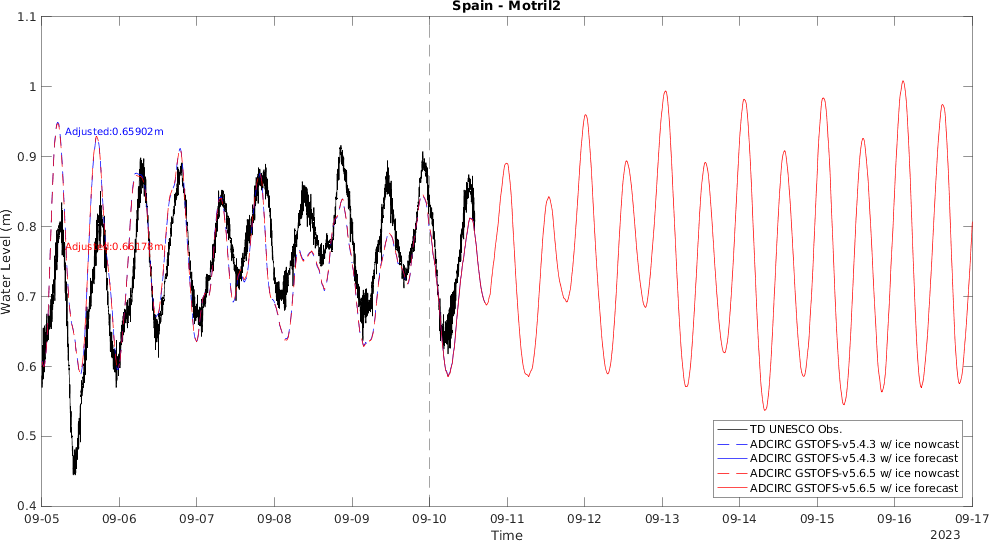 Spain - Motril2
1.1
1
0.9
0.8
0.7
0.6
0.5
0.4
Water Level (m)
Adjusted:0.65902m
Adjusted:0.66178m
TD UNESCO Obs.
ADCIRC GSTOFS-v5.4.3 w/ ice nowcast
ADCIRC GSTOFS-v5.4.3 w/ ice forecast
ADCIRC GSTOFS-v5.6.5 w/ ice nowcast
ADCIRC GSTOFS-v5.6.5 w/ ice forecast
09-05 09-06 09-07 09-08 09-09 09-10 09-11 09-12 09-13 09-14 09-15 09-16 09-17
Time
2023